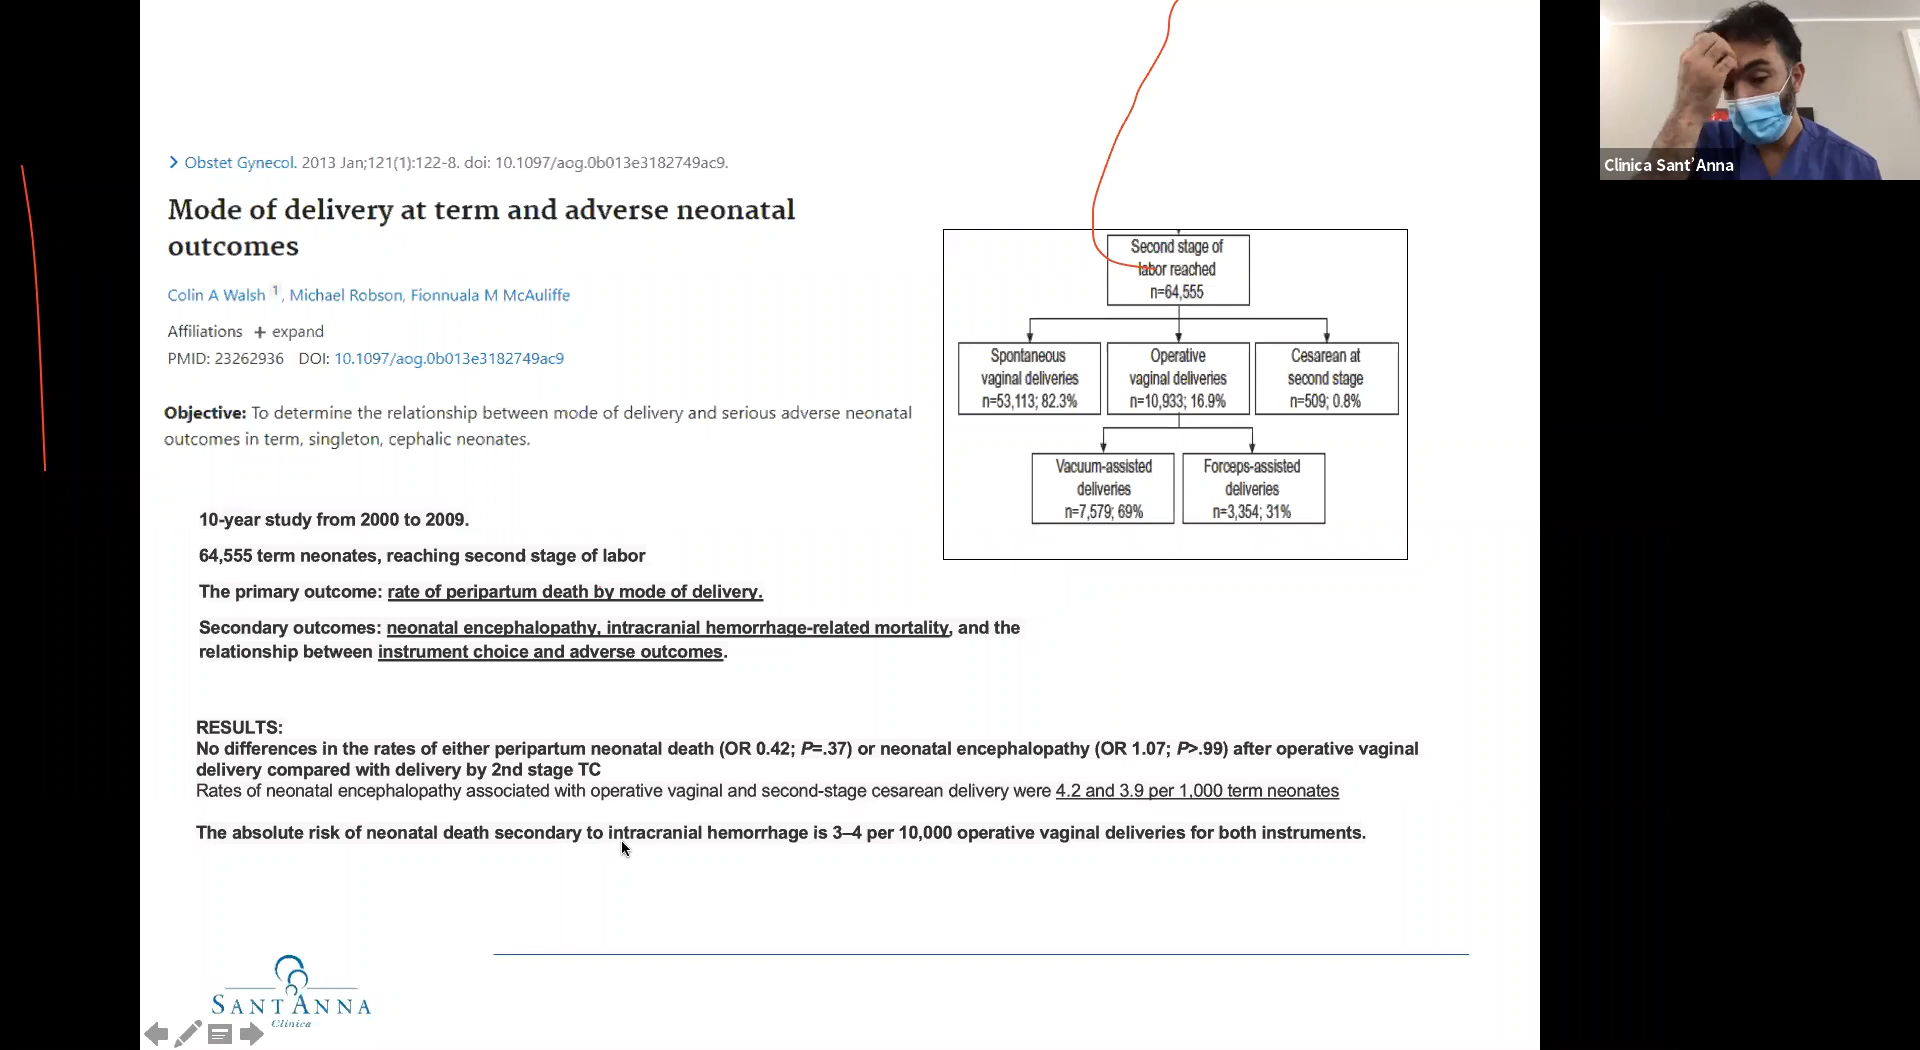 Obstet Gynecol. 2013 Jan;121(1):122-8. doi: 10.1097/aog.0b013e3182749ac9.
Mode of delivery at term and adverse neonatal
outcomes
Colin A Walsh 1, Michael Robson, Fionnuala M McAuliffe
Affiliations + expand
PMID: 23262936 DOI: 10.1097/aog.0b013e3182749ac9
Objective: To determine the relationship between mode of delivery and serious adverse neonatal
outcomes in term, singleton, cephalic neonates.
Second stage of
labor reached
n=64,555
Spontaneous
vaginal deliveries
n=53,113; 82.3%
Operative
vaginal deliveries
n=10,933; 16.9%
Cesarean at
second stage
n=509; 0.8%
Vacuum-assisted
deliveries
n=7,579; 69%
Forceps-assisted
deliveries
n=3,354; 31%
10-year study from 2000 to 2009.
64,555 term neonates, reaching second stage of labor
The primary outcome: rate of peripartum death by mode of delivery.
Secondary outcomes: neonatal encephalopathy, intracranial hemorrhage-related mortality, and the
relationship between instrument choice and adverse outcomes.
RESULTS:
No differences in the rates of either peripartum neonatal death (OR 0.42; P=.37) or neonatal encephalopathy (OR 1.07; P>.99) after operative vaginal
delivery compared with delivery by 2nd stage TC
Rates of neonatal encephalopathy associated with operative vaginal and second-stage cesarean delivery were 4.2 and 3.9 per 1,000 term neonates
The absolute risk of neonatal death secondary to intracranial hemorrhage is 3–4 per 10,000 operative vaginal deliveries for both instruments.
SANT'ANNA
Clinica
Clinica Sant'Anna